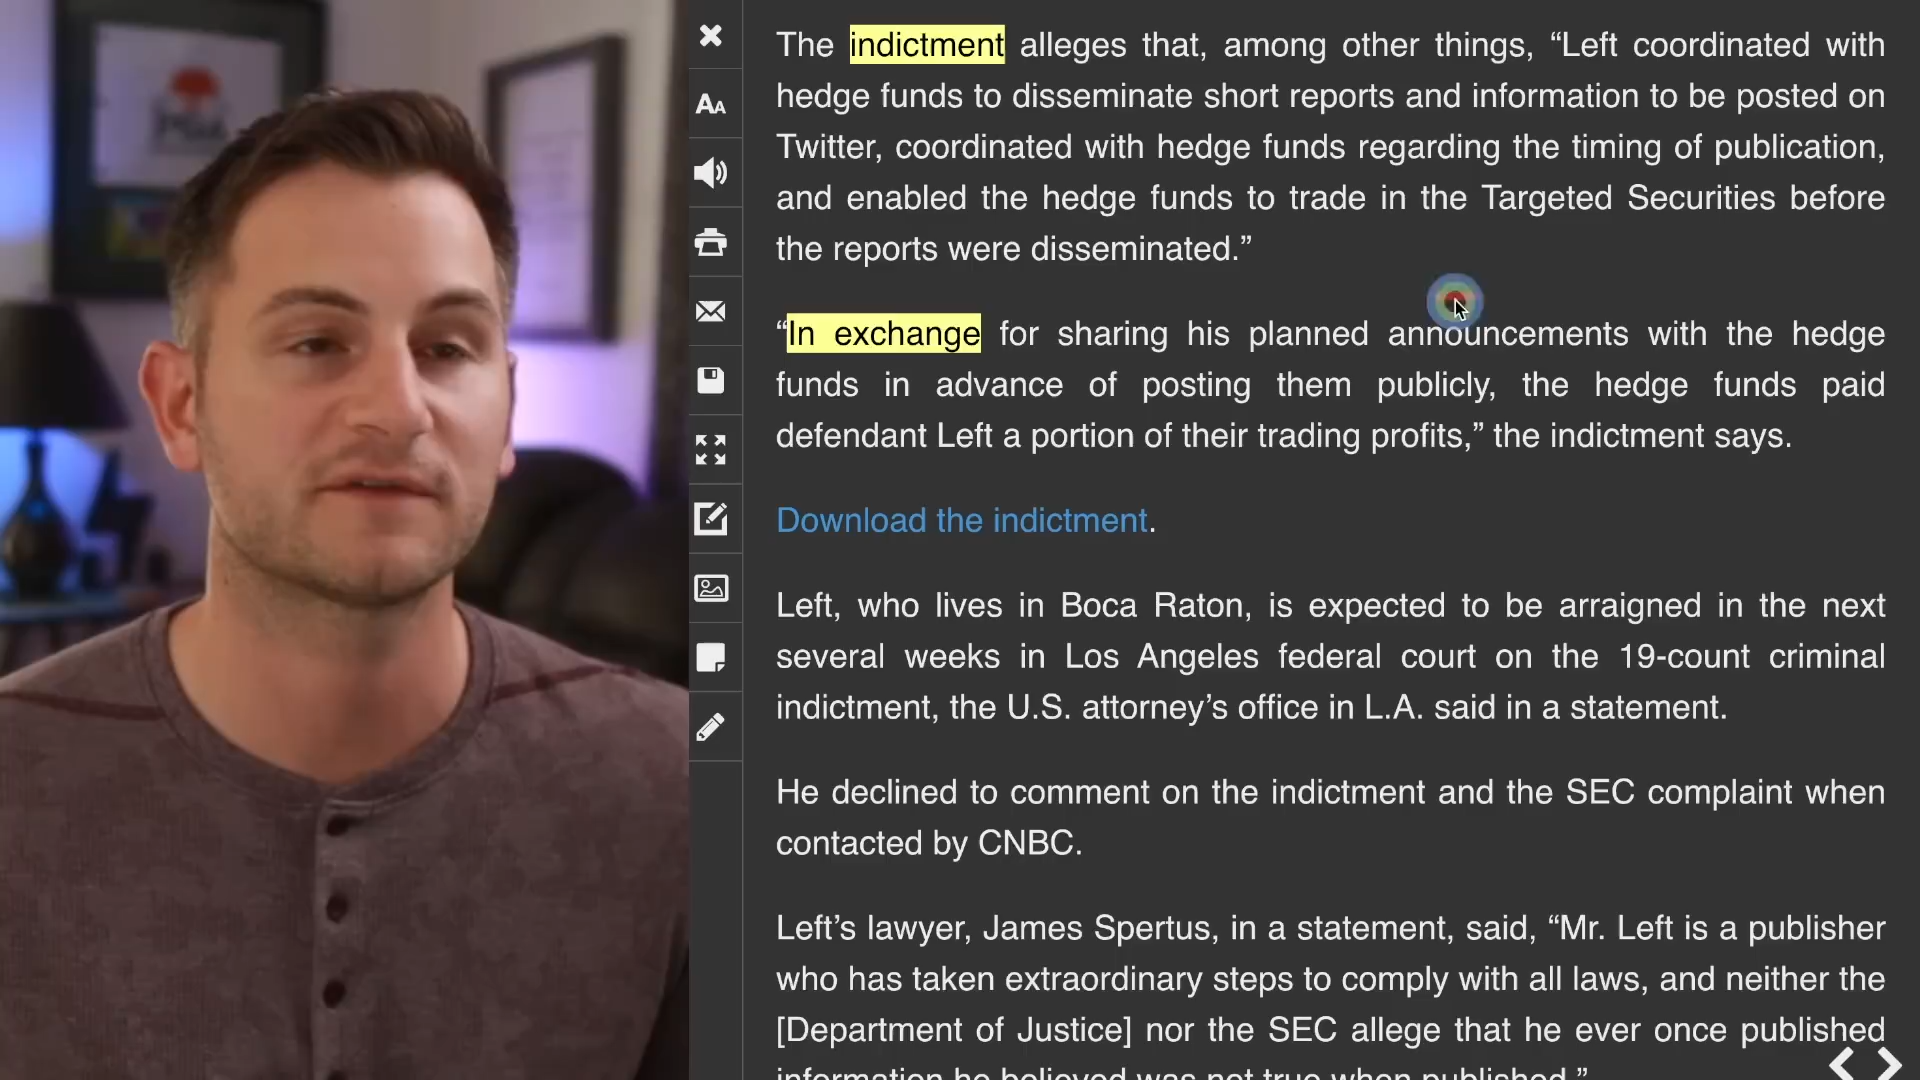 The indictment alleges that, among other things, “Left coordinated with
hedge funds to disseminate short reports and information to be posted on
Twitter, coordinated with hedge funds regarding the timing of publication,
and enabled the hedge funds to trade in the Targeted Securities before
the reports were disseminated.”
“In exchange for sharing his planned announcements with the hedge
funds in advance of posting them publicly, the hedge funds paid
defendant Left a portion of their trading profits,” the indictment says.
Download the indictment.
Left, who lives in Boca Raton, is expected to be arraigned in the next
several weeks in Los Angeles federal court on the 19-count criminal
indictment, the U.S. attorney’s office in L.A. said in a statement.
He declined to comment on the indictment and the SEC complaint when
contacted by CNBC.
Left’s lawyer, James Spertus, in a statement, said, “Mr. Left is a publisher
who has taken extraordinary steps to comply with all laws, and neither the
[Department of Justice] nor the SEC allege that he ever once published
information he believed was not true when published.”